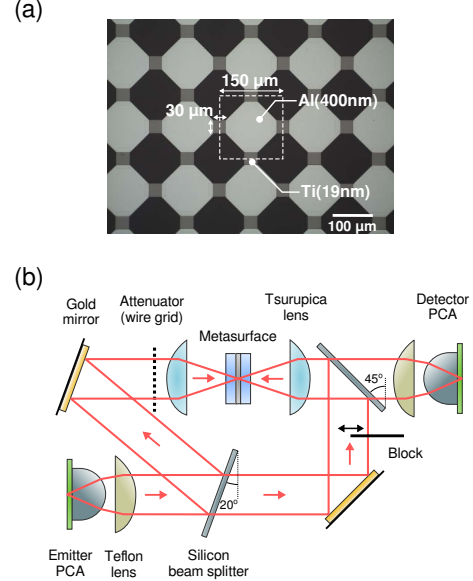 (a)
150 μm
30 μm
Al(400nm)
Ti(19nm)
100 μm
(b)
Gold
mirror
Attenuator
(wire grid)
Metasurface
Tsurupica
lens
Detector
PCA
45°
Block
20°
Emitter
PCA
Teflon
lens
Silicon
beam splitter